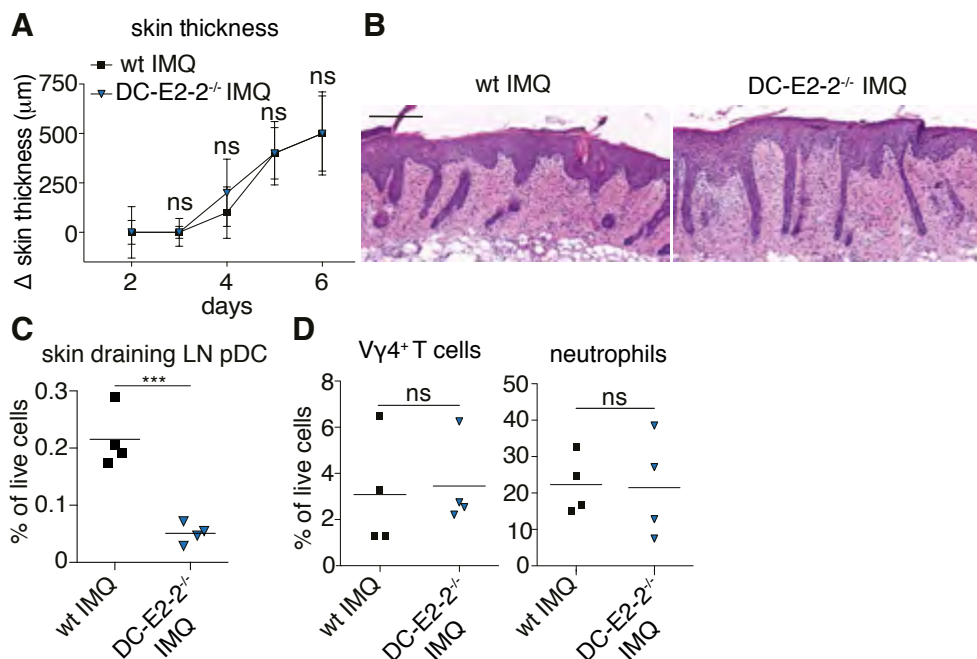 A
skin thickness
wt IMQ
DC-E2-2-/- IMQ
Δ skin thickness (μm)
750
500
250
0
ns
ns
ns
ns
2
4
6
days
B
wt IMQ
DC-E2-2-/- IMQ
C
skin draining LN pDC
***
% of live cells
0.3
0.2
0.1
0
wt IMQ
DC-E2-2-/-
IMQ
D
Vγ4+ T cells
ns
% of live cells
8
6
4
2
0
wt IMQ
DC-E2-2-/-
IMQ
neutrophils
ns
50
40
30
20
10
0
wt IMQ
DC-E2-2-/-
IMQ